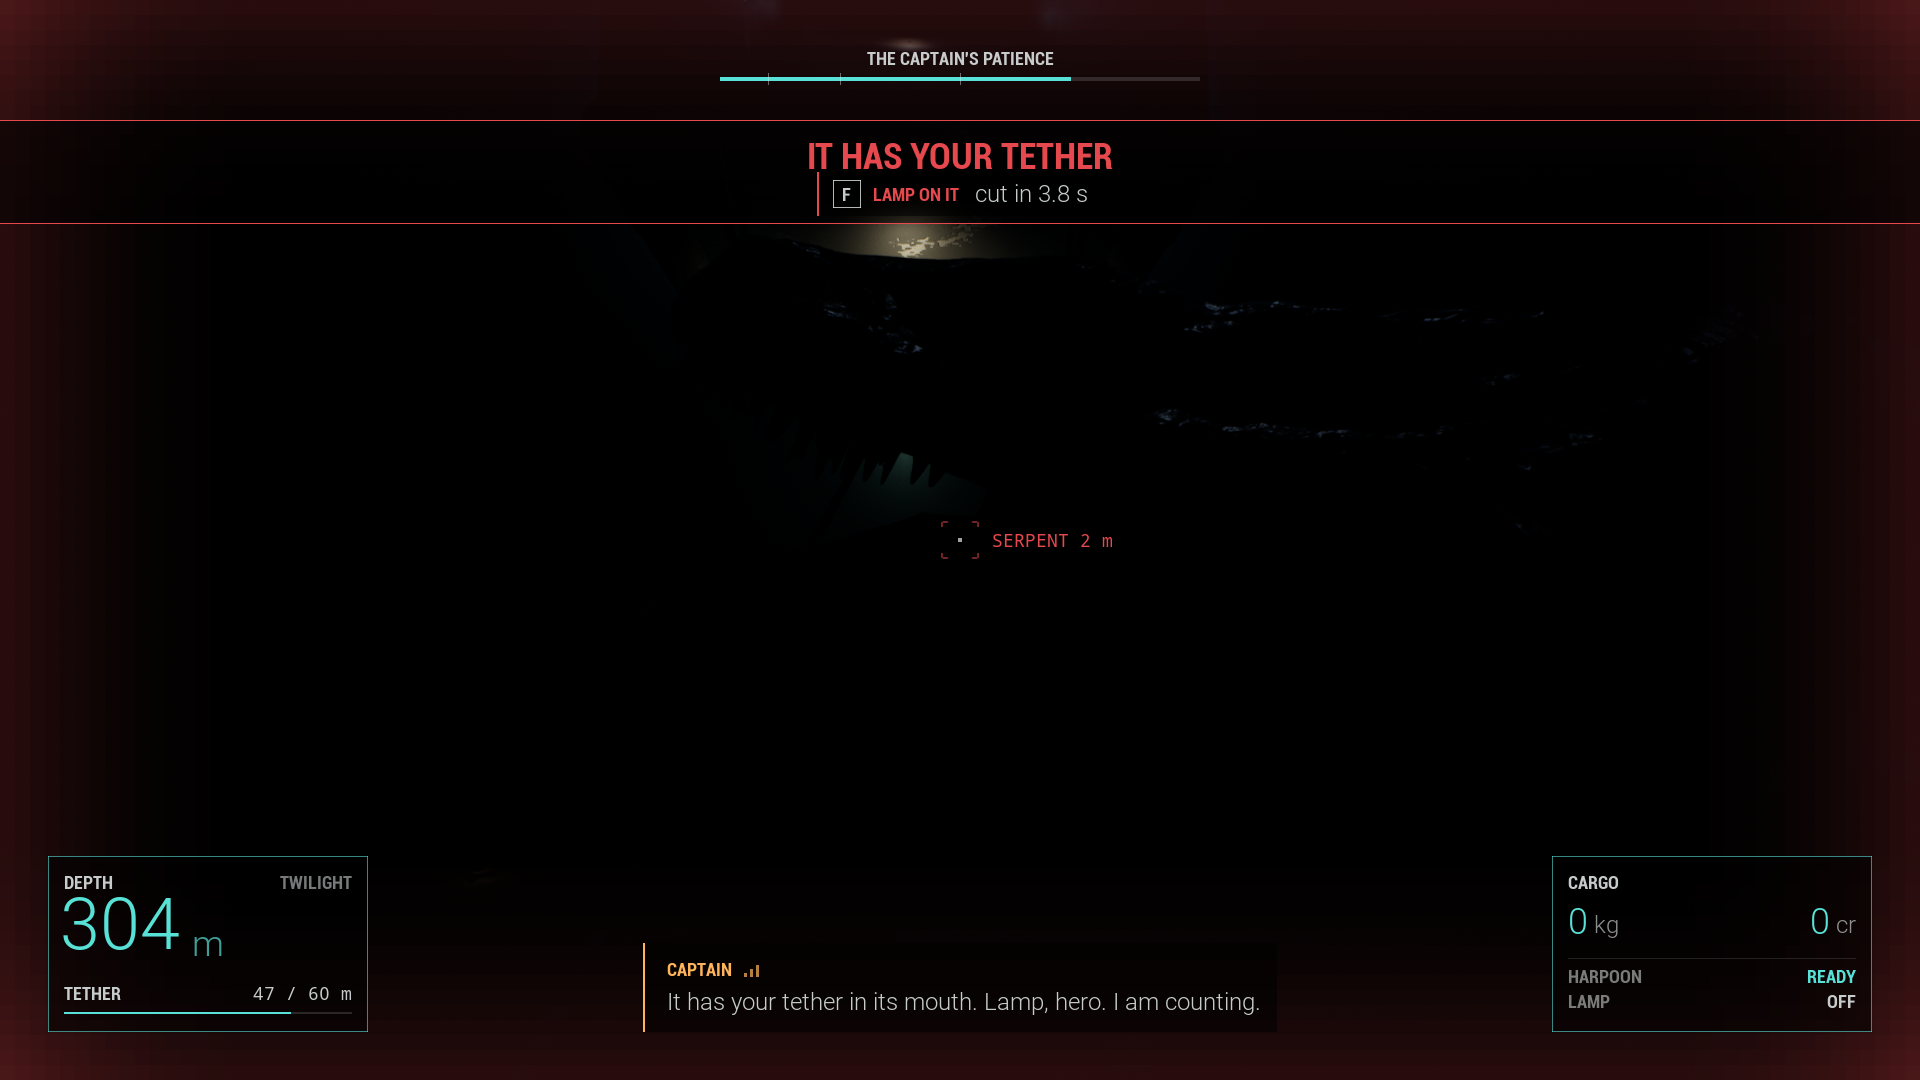 THE CAPTAIN'S PATIENCE
IT HAS YOUR TETHER
F LAMP ON IT cut in 3.8 s
SERPENT 2 m
DEPTH TWILIGHT
304 m
TETHER 47 / 60 m
CAPTAIN
It has your tether in its mouth. Lamp, hero. I am counting.
CARGO
0 kg 0 cr
HARPOON READY
LAMP OFF